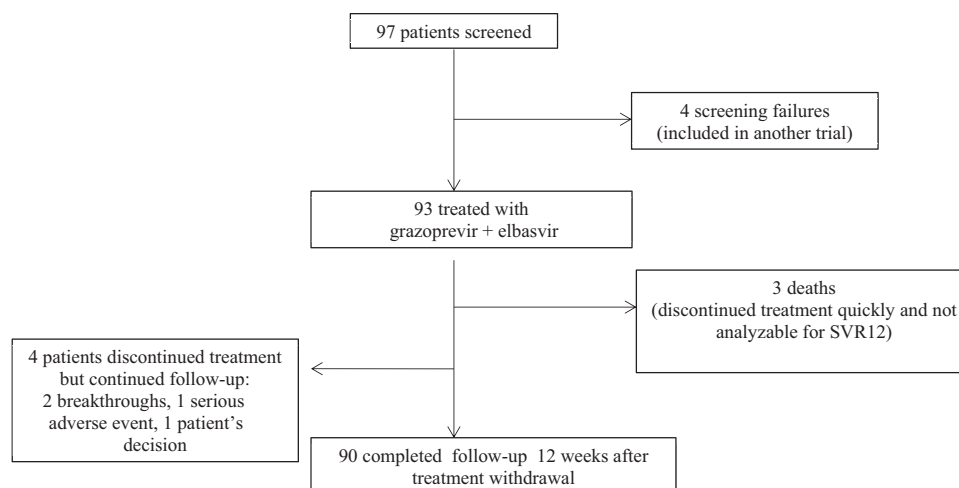 97 patients screened
4 screening failures
(included in another trial)
93 treated with
grazoprevir + elbasvir
3 deaths
(discontinued treatment quickly and not
analyzable for SVR12)
4 patients discontinued treatment
but continued follow-up:
2 breakthroughs, 1 serious
adverse event, 1 patient's
decision
90 completed follow-up 12 weeks after
treatment withdrawal